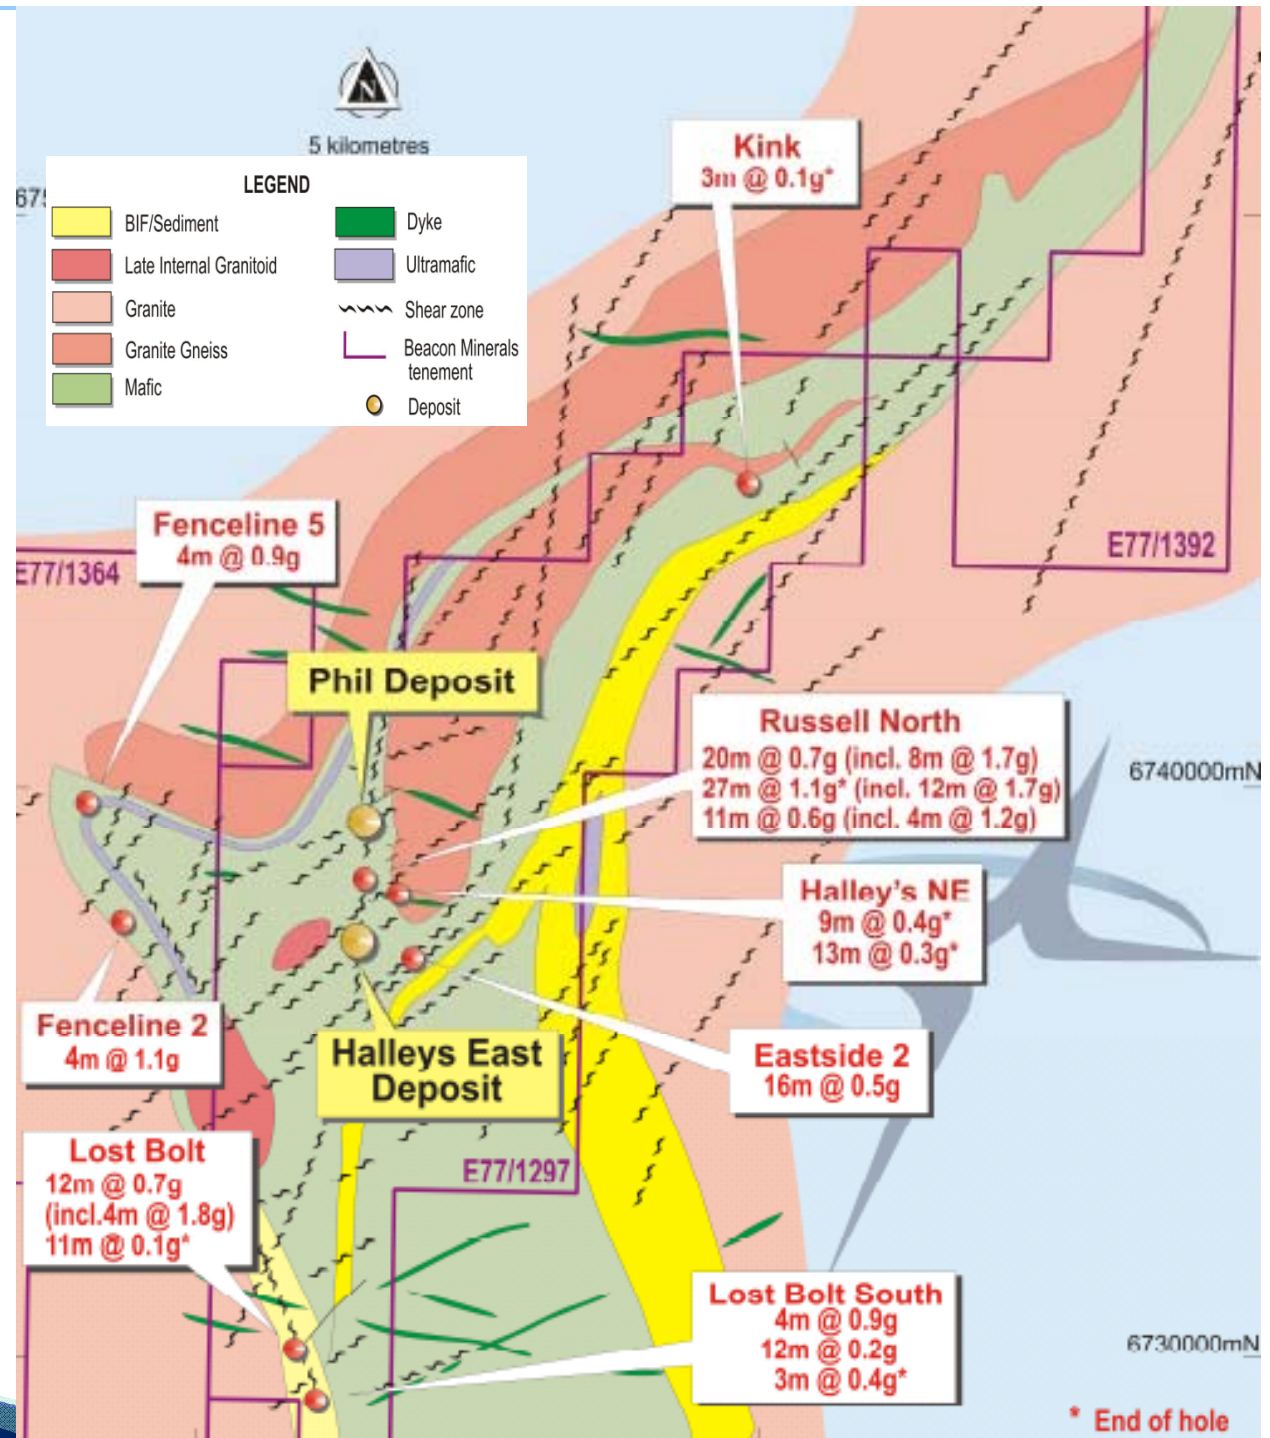 N
5 kilometres
Kink
3m @ 0.1g*
675
LEGEND
BIF/Sediment
Late Internal Granitoid
Granite
Granite Gneiss
Mafic
Dyke
Ultramafic
Shear zone
Beacon Minerals
tenement
Deposit
Fenceline 5
4m @ 0.9g
E77/1364
E77/1392
Phil Deposit
Russell North
20m @ 0.7g (incl. 8m @ 1.7g)
27m @ 1.1g* (incl. 12m @ 1.7g)
11m @ 0.6g (incl. 4m @ 1.2g)
6740000mN
Halley's NE
9m @ 0.4g*
13m @ 0.3g*
Fenceline 2
4m @ 1.1g
Halleys East
Deposit
Eastside 2
16m @ 0.5g
Lost Bolt
12m @ 0.7g
(incl.4m @ 1.8g)
11m @ 0.1g*
E77/1297
Lost Bolt South
4m @ 0.9g
12m @ 0.2g
3m @ 0.4g*
6730000mN
* End of hole